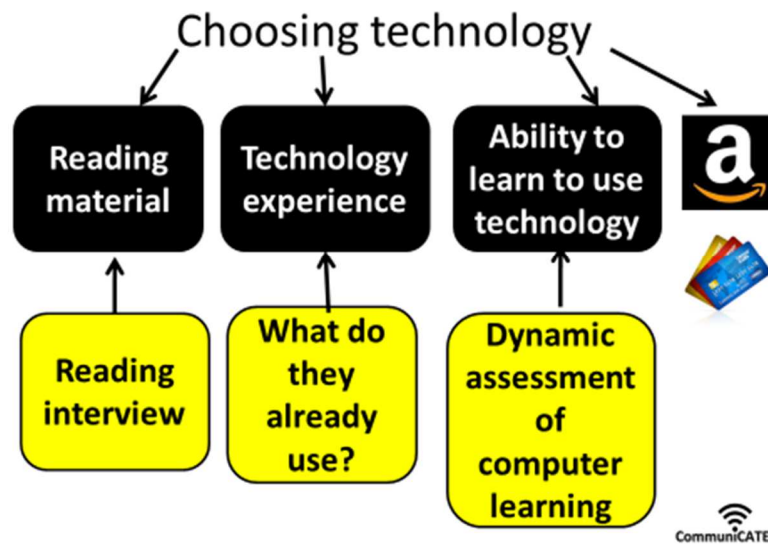 Choosing technology
Reading
material
Technology
experience
Ability to
learn to use
technology
a
Reading
interview
What do
they
already
use?
Dynamic
assessment
of
computer
learning
CommuniCATE